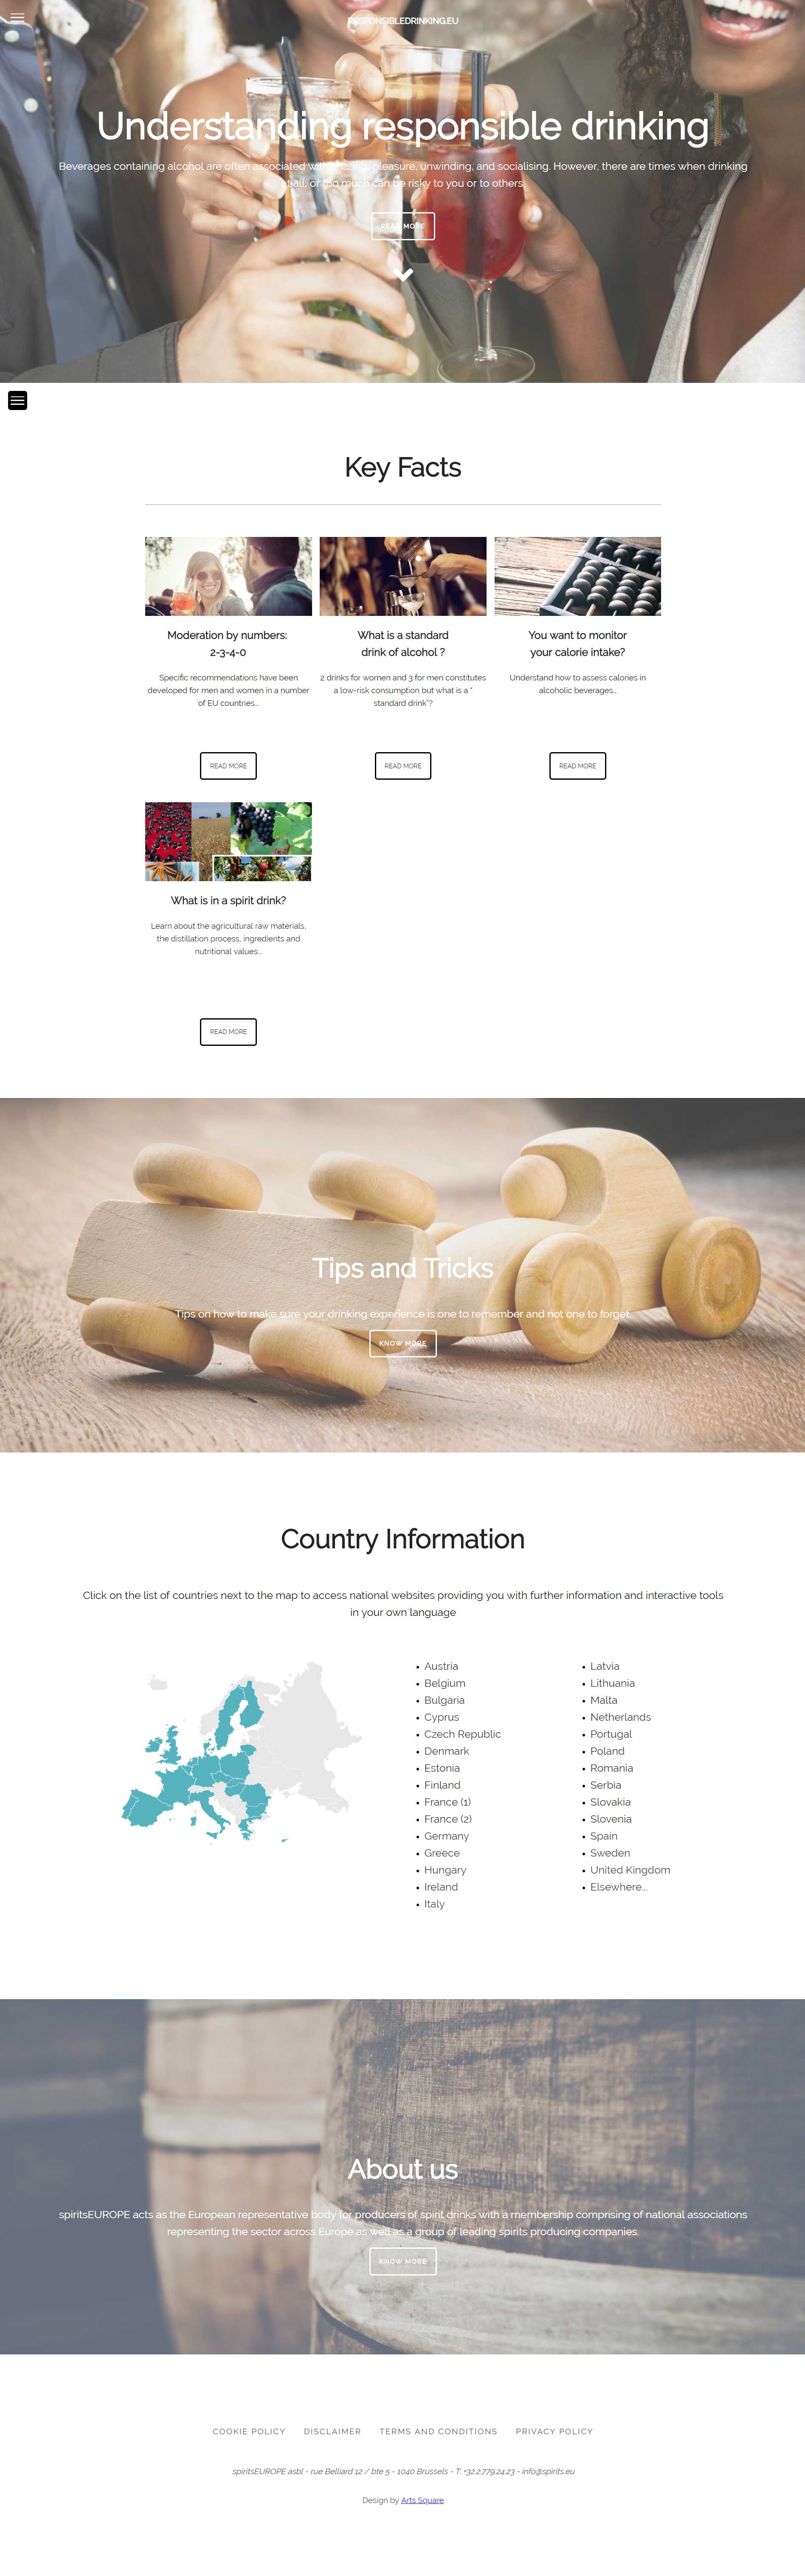 RESPONSIBLEDRINKING.EU
Understanding responsible drinking
Beverages containing alcohol are often associated with sharing, pleasure, unwinding, and socialising. However, there are times when drinking
at all, or too much can be risky to you or to others.
READ MORE
Key Facts
Moderation by numbers:
2-3-4-0
Specific recommendations have been
developed for men and women in a number
of EU countries...
READ MORE
What is a standard
drink of alcohol ?
2 drinks for women and 3 for men constitutes
a low-risk consumption but what is a "
standard drink"?
READ MORE
You want to monitor
your calorie intake?
Understand how to assess calories in
alcoholic beverages...
READ MORE
What is in a spirit drink?
Learn about the agricultural raw materials,
the distillation process, ingredients and
nutritional values...
READ MORE
Tips and Tricks
Tips on how to make sure your drinking experience is one to remember and not one to forget.
KNOW MORE
Country Information
Click on the list of countries next to the map to access national websites providing you with further information and interactive tools
in your own language
Austria
Belgium
Bulgaria
Cyprus
Czech Republic
Denmark
Estonia
Finland
France (1)
France (2)
Germany
Greece
Hungary
Ireland
Italy
Latvia
Lithuania
Malta
Netherlands
Portugal
Poland
Romania
Serbia
Slovakia
Slovenia
Spain
Sweden
United Kingdom
Elsewhere...
About us
spiritsEUROPE acts as the European representative body for producers of spirit drinks with a membership comprising of national associations
representing the sector across Europe as well as a group of leading spirits producing companies.
KNOW MORE
COOKIE POLICY DISCLAIMER TERMS AND CONDITIONS PRIVACY POLICY
spiritsEUROPE asbl - rue Belliard 12 / bte 5 - 1040 Brussels - T: +32.2.779.24.23 - info@spirits.eu
Design by Arts Square